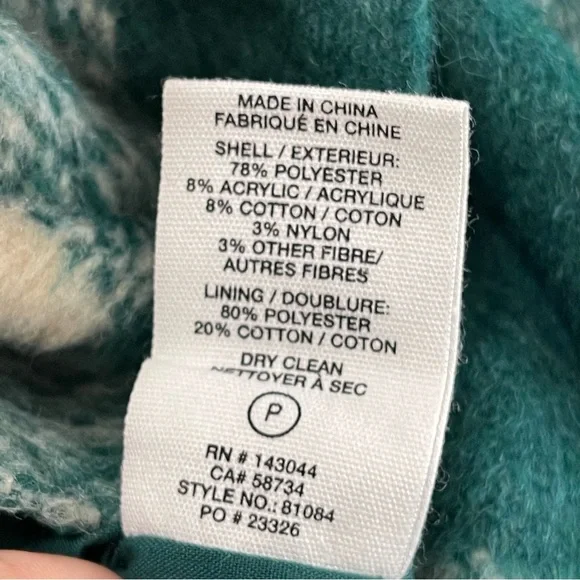 MADE IN CHINA
FABRIQUÉ EN CHINE
SHELL / EXTERIEUR:
78% POLYESTER
8% ACRYLIC / ACRYLIQUE
8% COTTON / COTON
3% NYLON
3% OTHER FIBRE/
AUTRES FIBRES
LINING / DOUBLURE:
80% POLYESTER
20% COTTON / COTON
DRY CLEAN
NETTOYER À SEC
P
RN # 143044
CA# 58734
STYLE NO.: 81084
PO # 23326